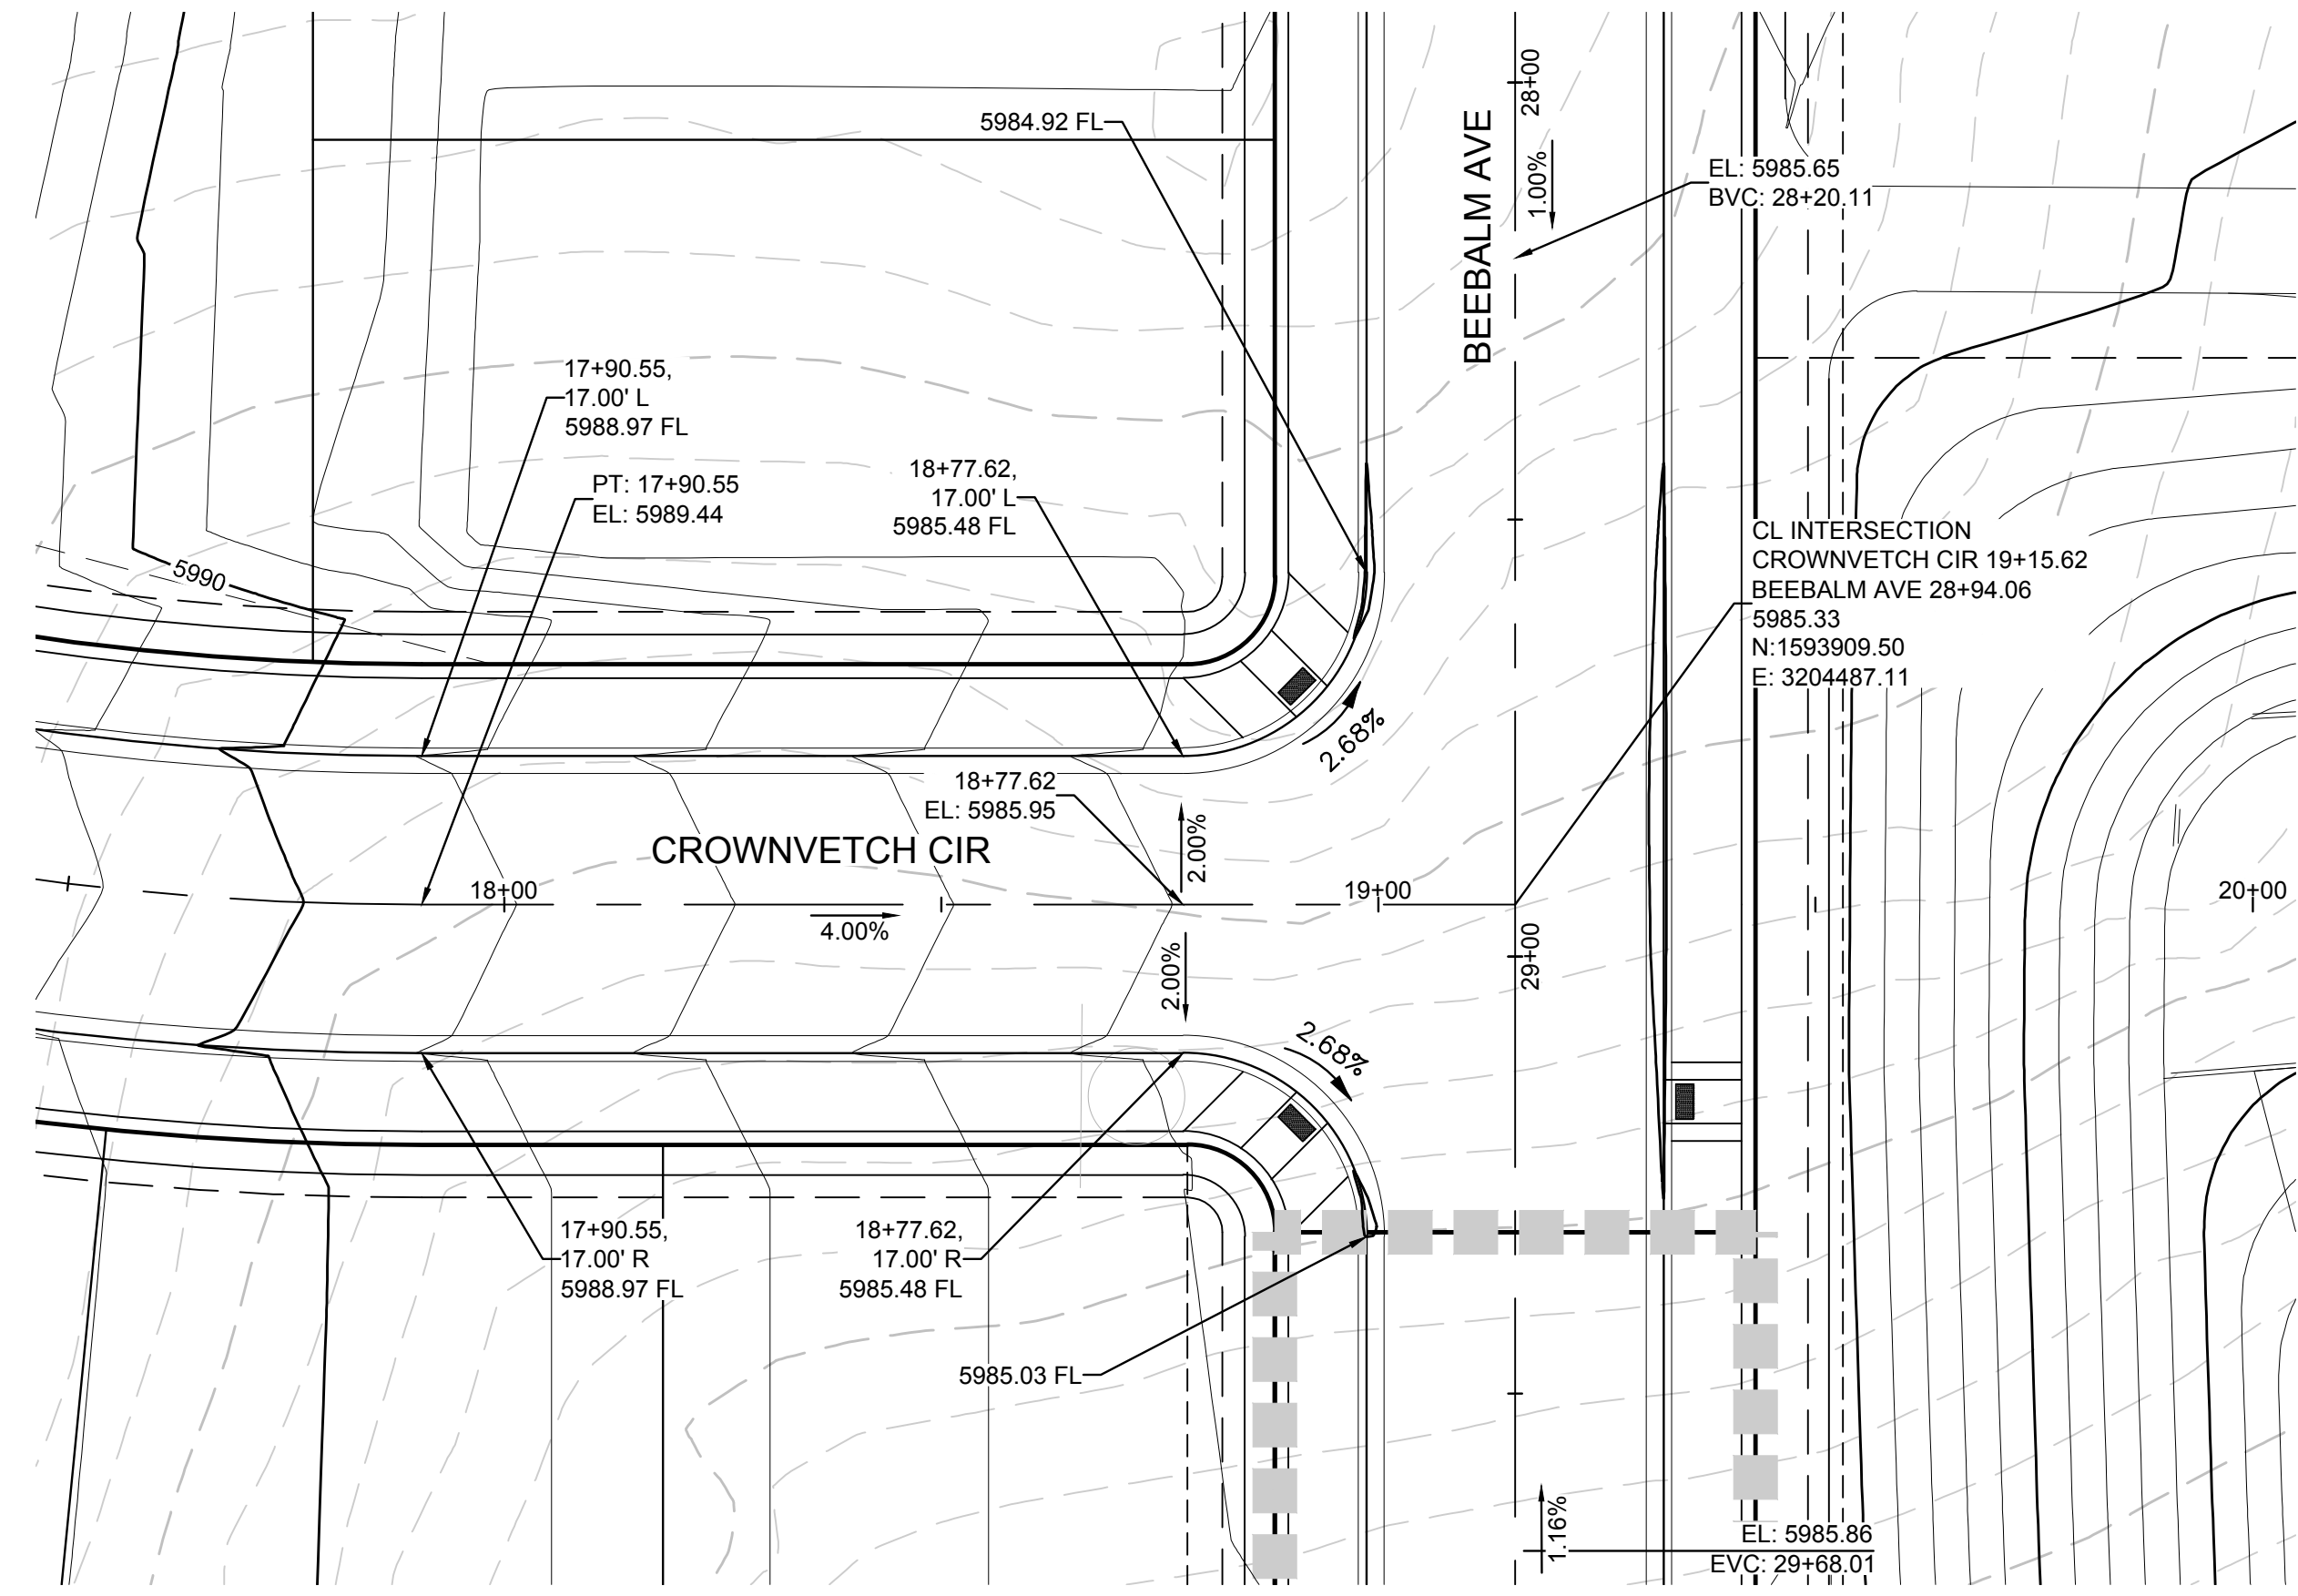 28+00
5984.92 FL
BEEBALM AVE
1.00%
EL: 5985.65
BVC: 28+20.11
17+90.55,
17.00' L
5988.97 FL
PT: 17+90.55
EL: 5989.44
18+77.62,
17.00' L
5985.48 FL
CL INTERSECTION
CROWNVETCH CIR 19+15.62
BEEBALM AVE 28+94.06
5985.33
N:1593909.50
E: 3204487.11
5990
2.68%
18+77.62
EL: 5985.95
2.00%
CROWNVETCH CIR
18+00
19+00
20+00
4.00%
2.00%
29+00
2.68%
17+90.55,
17.00' R
5988.97 FL
18+77.62,
17.00' R
5985.48 FL
5985.03 FL
1.16%
EL: 5985.86
EVC: 29+68.01